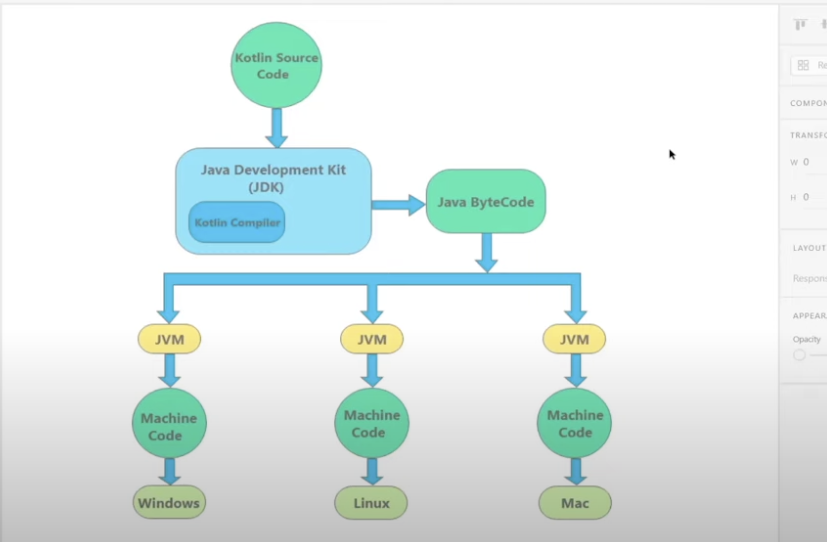 Kotlin Source
Code
Java Development Kit
(JDK)
Kotlin Compiler
Java ByteCode
JVM
JVM
JVM
Machine
Code
Machine
Code
Machine
Code
Windows
Linux
Mac
COMPON
TRANSFO
W 0
H 0
LAYOUT
Respons
APPEAR
Opacity